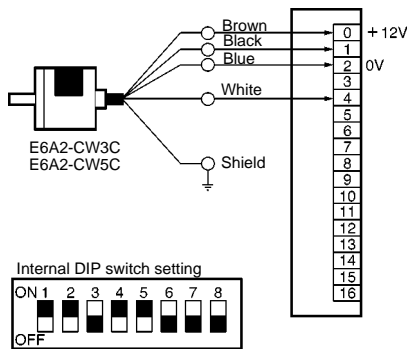 Brown
Black
Blue
White
Shield
E6A2-CW3C
E6A2-CW5C
0 +12V
1
2 0V
3
4
5
6
7
8
9
10
11
12
13
14
15
16
Internal DIP switch setting
ON 1 2 3 4 5 6 7 8
OFF